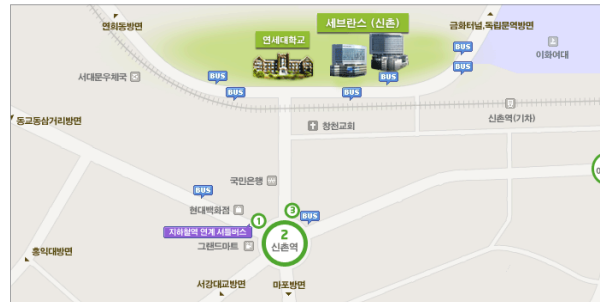 연희동방면
세브란스 (신촌)
금화터널,독립문역방면
연세대학교
BUS
이화여대
서대문우체국
BUS
BUS
BUS
BUS
BUS
BUS
신촌역(기차)
동교동삼거리방면
창천교회
국민은행
BUS
현대백화점
1
3
BUS
지하철역 연계 셔틀버스
2
신촌역
그랜드마트
홍익대방면
서강대교방면
마포방면